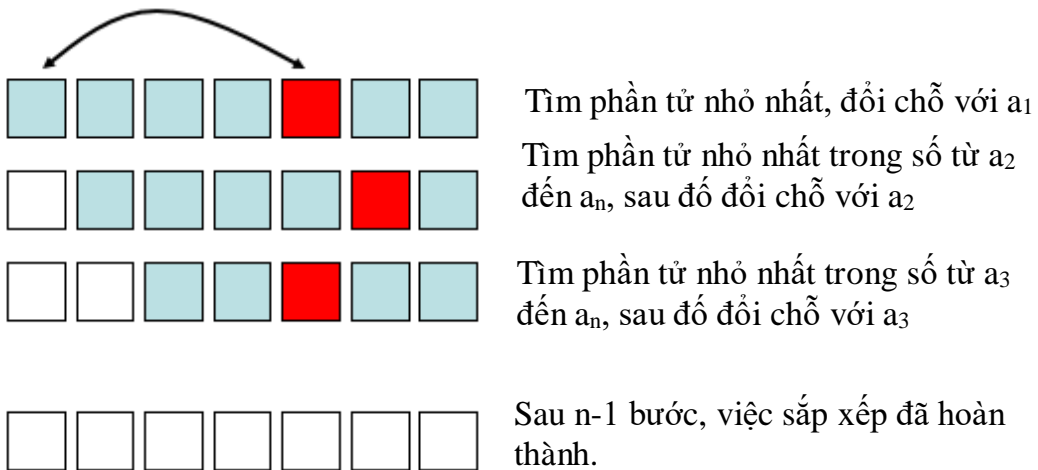 Tìm phần tử nhỏ nhất, đổi chỗ với a₁
Tìm phần tử nhỏ nhất trong số từ a₂
đến aₙ, sau đố đổi chỗ với a₂
Tìm phần tử nhỏ nhất trong số từ a₃
đến aₙ, sau đố đổi chỗ với a₃
Sau n-1 bước, việc sắp xếp đã hoàn
thành.